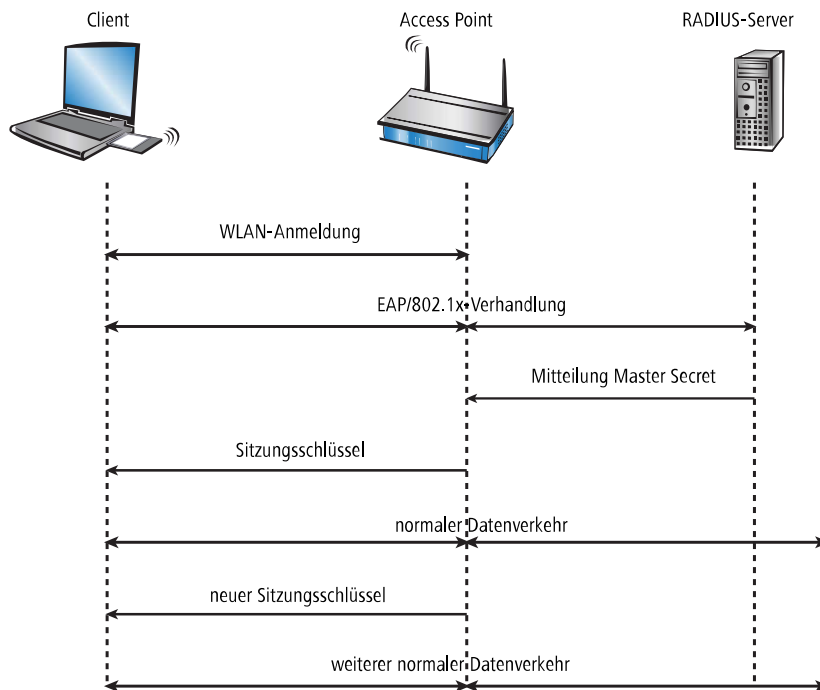 Client
Access Point
RADIUS-Server
WLAN-Anmeldung
EAP/802.1x-Verhandlung
Mitteilung Master Secret
Sitzungsschlüssel
normaler Datenverkehr
neuer Sitzungsschlüssel
weiterer normaler Datenverkehr